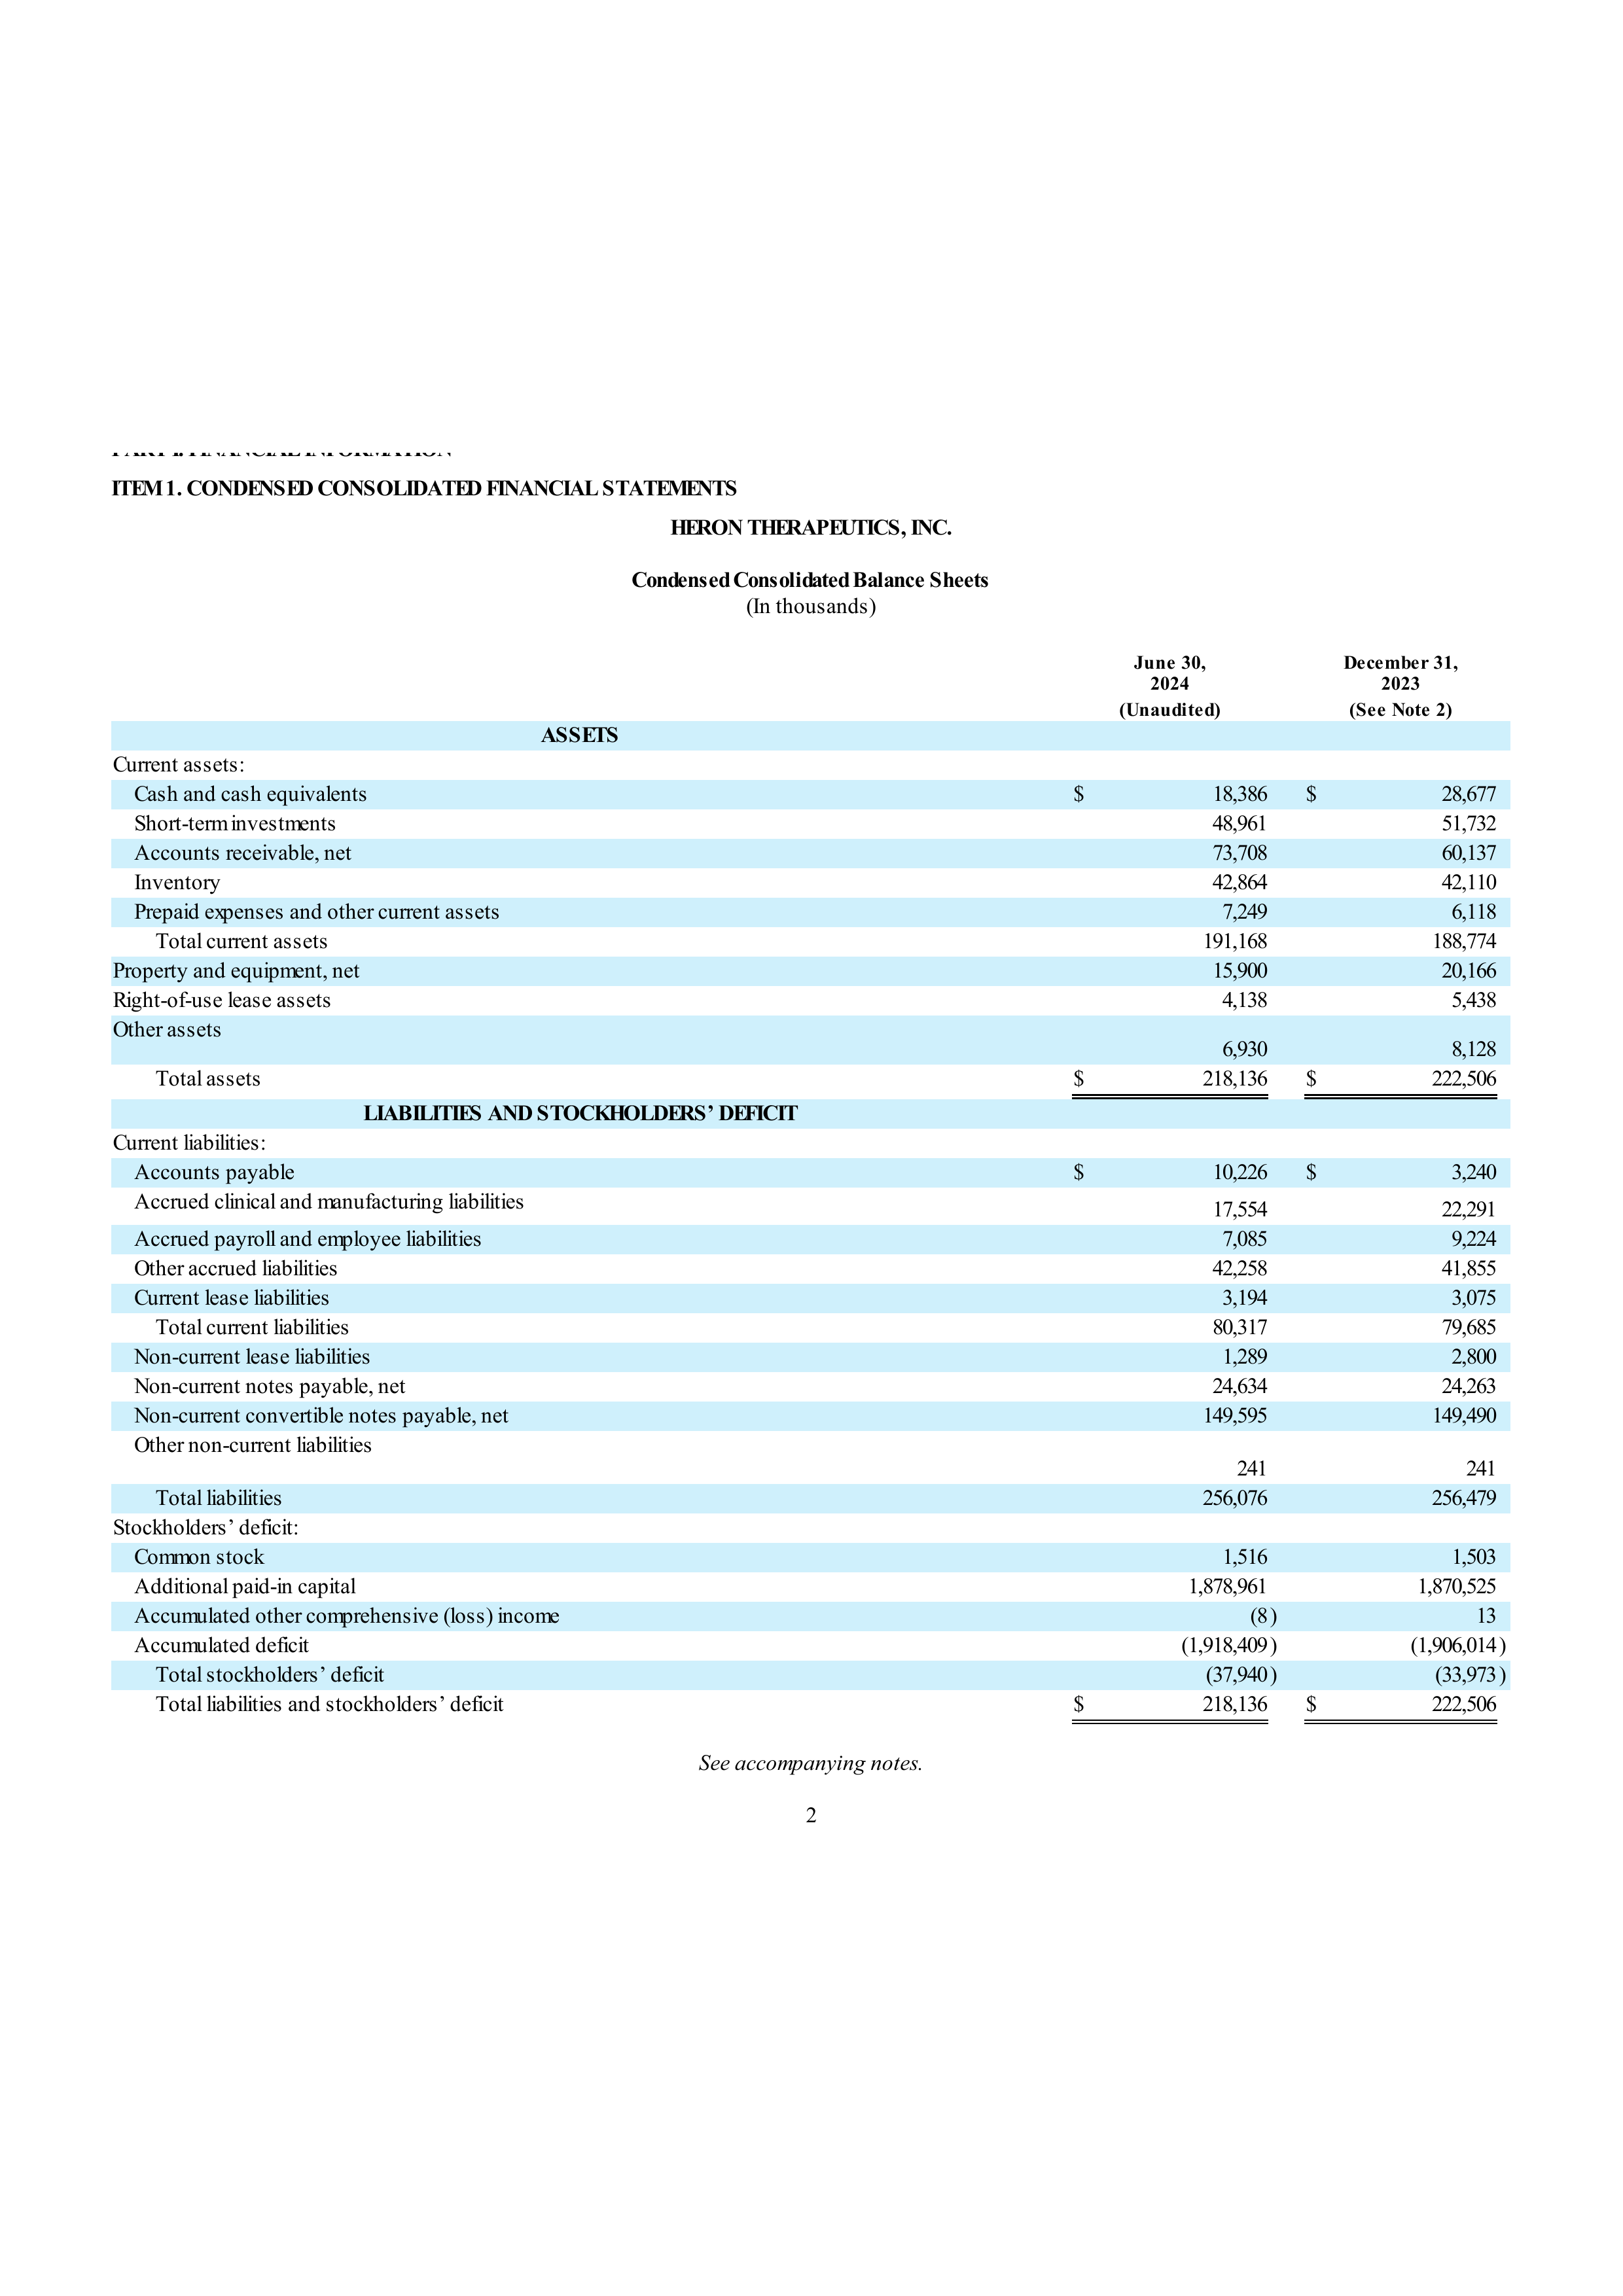 PART I. FINANCIAL INFORMATION
ITEM 1. CONDENSED CONSOLIDATED FINANCIAL STATEMENTS
HERON THERAPEUTICS, INC.
Condensed Consolidated Balance Sheets
(In thousands)
June 30, 2024 (Unaudited) December 31, 2023 (See Note 2)
ASSETS
Current assets:
Cash and cash equivalents $ 18,386 $ 28,677
Short-term investments 48,961 51,732
Accounts receivable, net 73,708 60,137
Inventory 42,864 42,110
Prepaid expenses and other current assets 7,249 6,118
Total current assets 191,168 188,774
Property and equipment, net 15,900 20,166
Right-of-use lease assets 4,138 5,438
Other assets 6,930 8,128
Total assets $ 218,136 $ 222,506
LIABILITIES AND STOCKHOLDERS’ DEFICIT
Current liabilities:
Accounts payable $ 10,226 $ 3,240
Accrued clinical and manufacturing liabilities 17,554 22,291
Accrued payroll and employee liabilities 7,085 9,224
Other accrued liabilities 42,258 41,855
Current lease liabilities 3,194 3,075
Total current liabilities 80,317 79,685
Non-current lease liabilities 1,289 2,800
Non-current notes payable, net 24,634 24,263
Non-current convertible notes payable, net 149,595 149,490
Other non-current liabilities 241 241
Total liabilities 256,076 256,479
Stockholders’ deficit:
Common stock 1,516 1,503
Additional paid-in capital 1,878,961 1,870,525
Accumulated other comprehensive (loss) income (8) 13
Accumulated deficit (1,918,409) (1,906,014)
Total stockholders’ deficit (37,940) (33,973)
Total liabilities and stockholders’ deficit $ 218,136 $ 222,506
See accompanying notes.
2